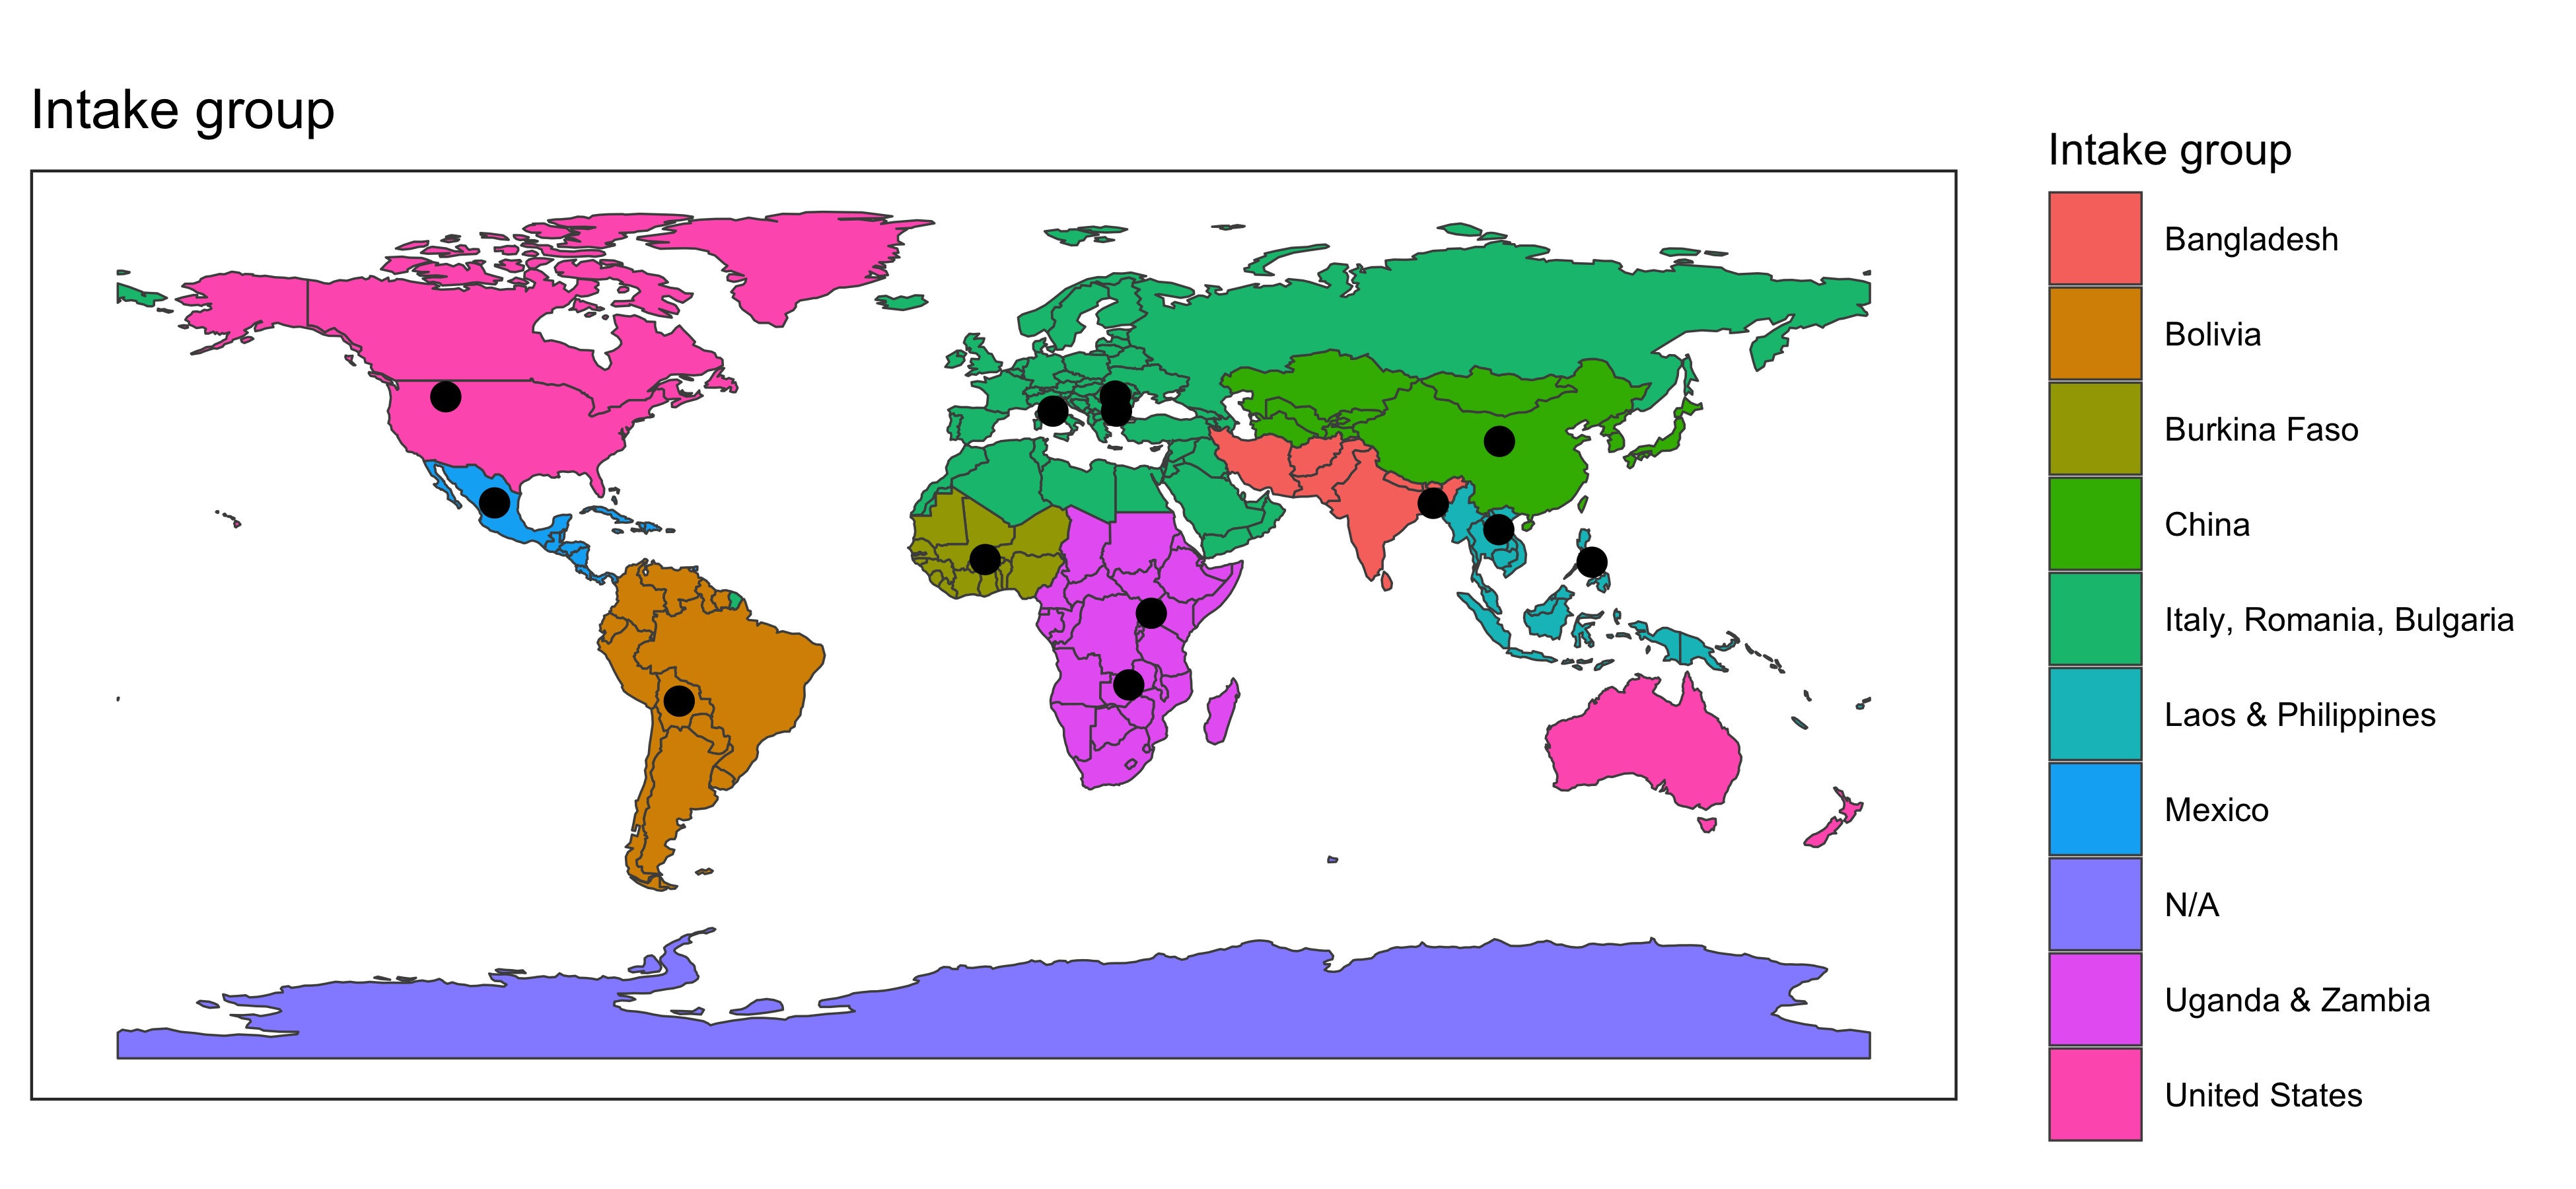 Intake group
Intake group
Bangladesh
Bolivia
Burkina Faso
China
Italy, Romania, Bulgaria
Laos & Philippines
Mexico
N/A
Uganda & Zambia
United States